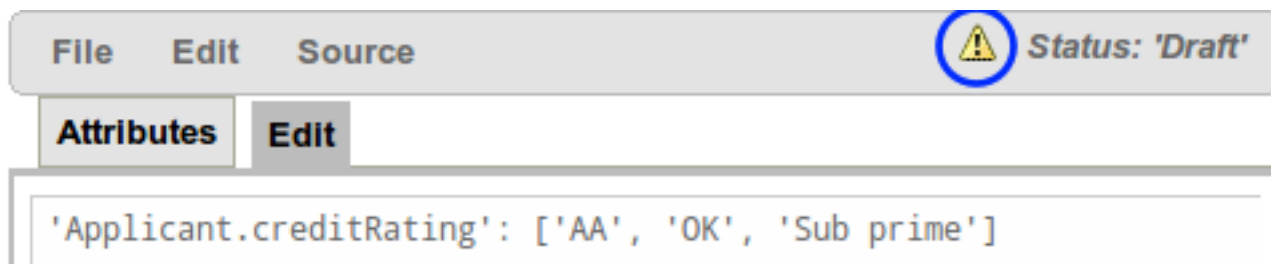 File Edit Source Status: 'Draft'
Attributes Edit
'Applicant.creditRating': ['AA', 'OK', 'Sub prime']